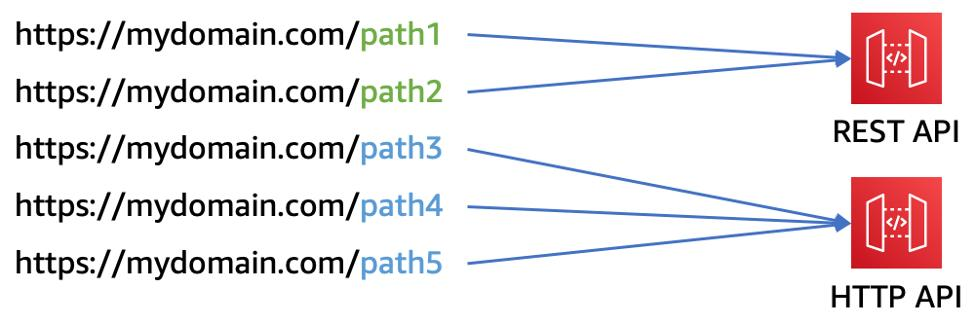 https://mydomain.com/path1
https://mydomain.com/path2
https://mydomain.com/path3
https://mydomain.com/path4
https://mydomain.com/path5
</>
REST API
</>
HTTP API